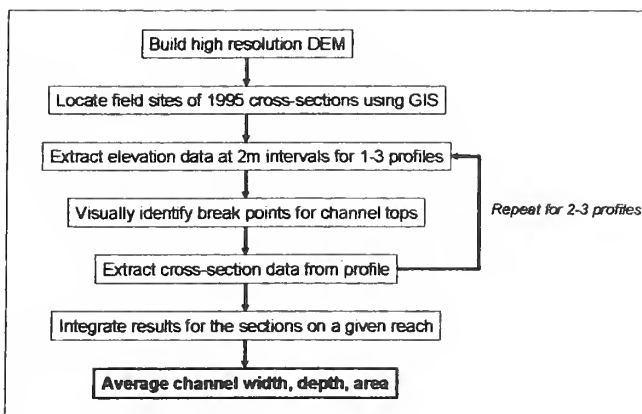 Build high resolution DEM
Locate field sites of 1995 cross-sections using GIS
Extract elevation data at 2m intervals for 1-3 profiles
Visually identify break points for channel tops
Repeat for 2-3 profiles
Extract cross-section data from profile
Integrate results for the sections on a given reach
Average channel width, depth, area